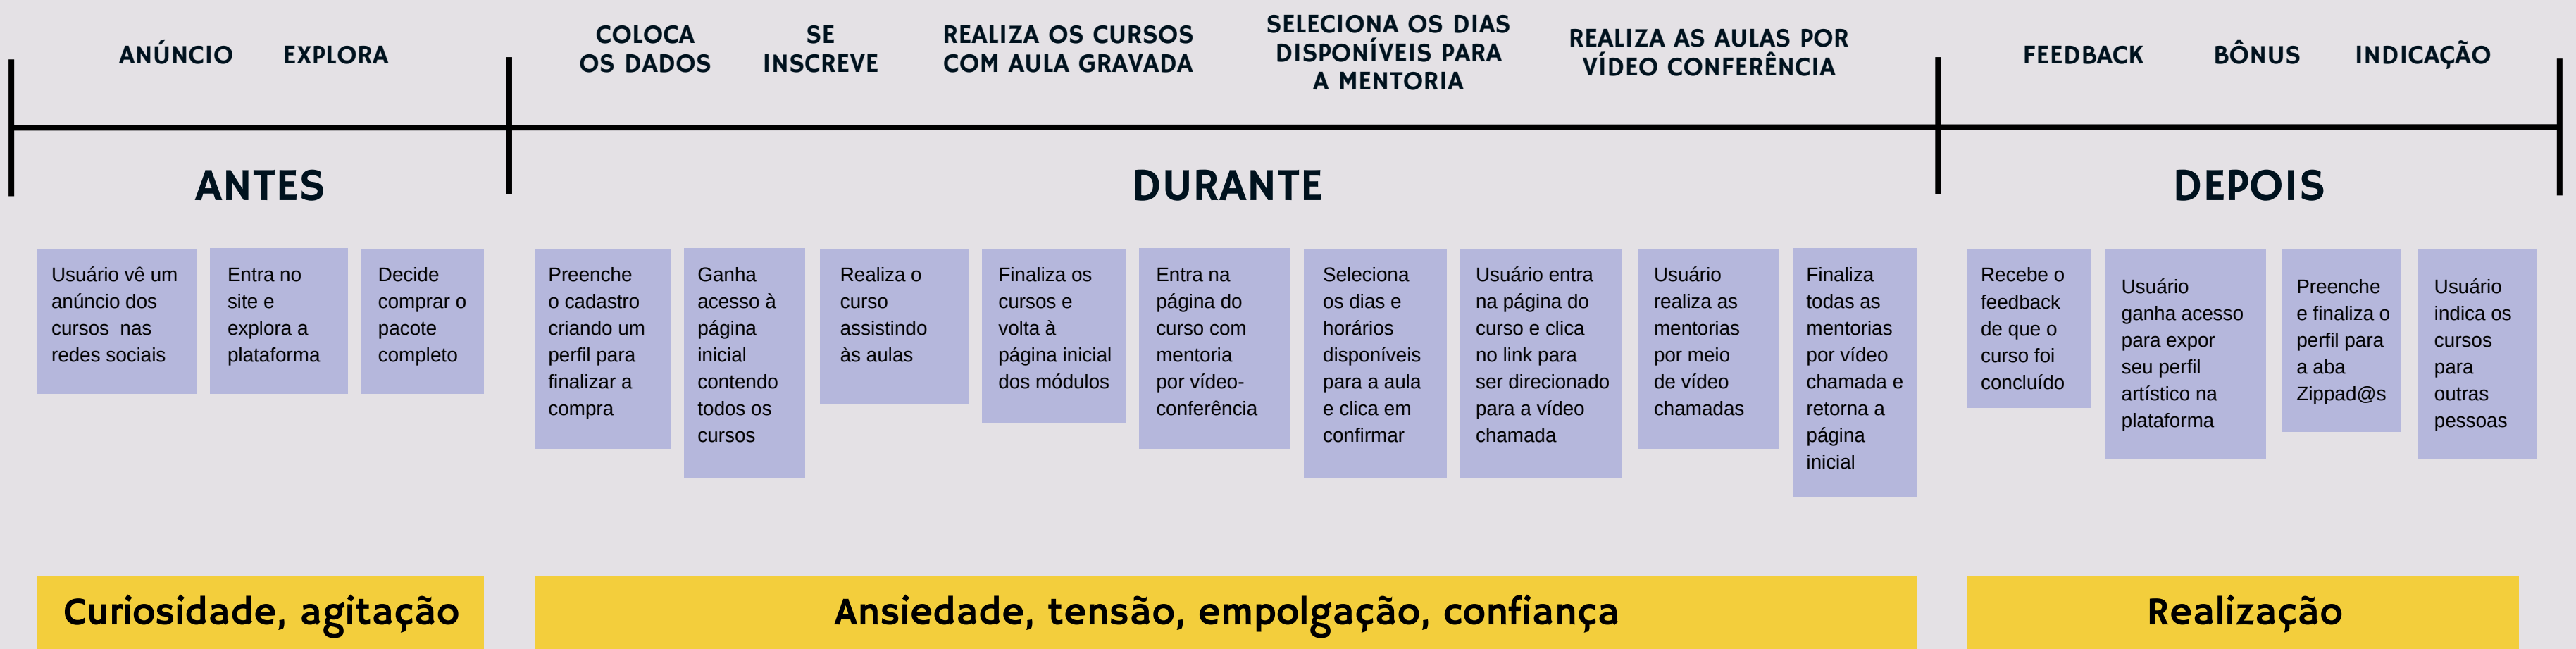 ANÚNCIO
EXPLORA
COLOCA
OS DADOS
SE
INSCREVE
REALIZA OS CURSOS
COM AULA GRAVADA
SELECIONA OS DIAS
DISPONÍVEIS PARA
A MENTORIA
REALIZA AS AULAS POR
VÍDEO CONFERÊNCIA
FEEDBACK
BÔNUS
INDICAÇÃO
ANTES
DURANTE
DEPOIS
Usuário vê um
anúncio dos
cursos  nas
redes sociais
Entra no
site e
explora a
plataforma
Decide
comprar o
pacote
completo
Preenche
o cadastro
criando um
perfil para
finalizar a
compra
Ganha
acesso à
página
inicial
contendo
todos os
cursos
Realiza o
curso
assistindo
às aulas
Finaliza os
cursos e
volta à
página inicial
dos módulos
Entra na
página do
curso com
mentoria
por vídeo-
conferência
Seleciona
os dias e
horários
disponíveis
para a aula
e clica em
confirmar
Usuário entra
na página do
curso e clica
no link para
ser direcionado
para a vídeo
chamada
Usuário
realiza as
mentorias
por meio
de vídeo
chamadas
Finaliza
todas as
mentorias
por vídeo
chamada e
retorna a
página
inicial
Recebe o
feedback
de que o
curso foi
concluído
Usuário
ganha acesso
para expor
seu perfil
artístico na
plataforma
Preenche
e finaliza o
perfil para
a aba
Zippad@s
Usuário
indica os
cursos
para
outras
pessoas
Curiosidade, agitação
Ansiedade, tensão, empolgação, confiança
Realização